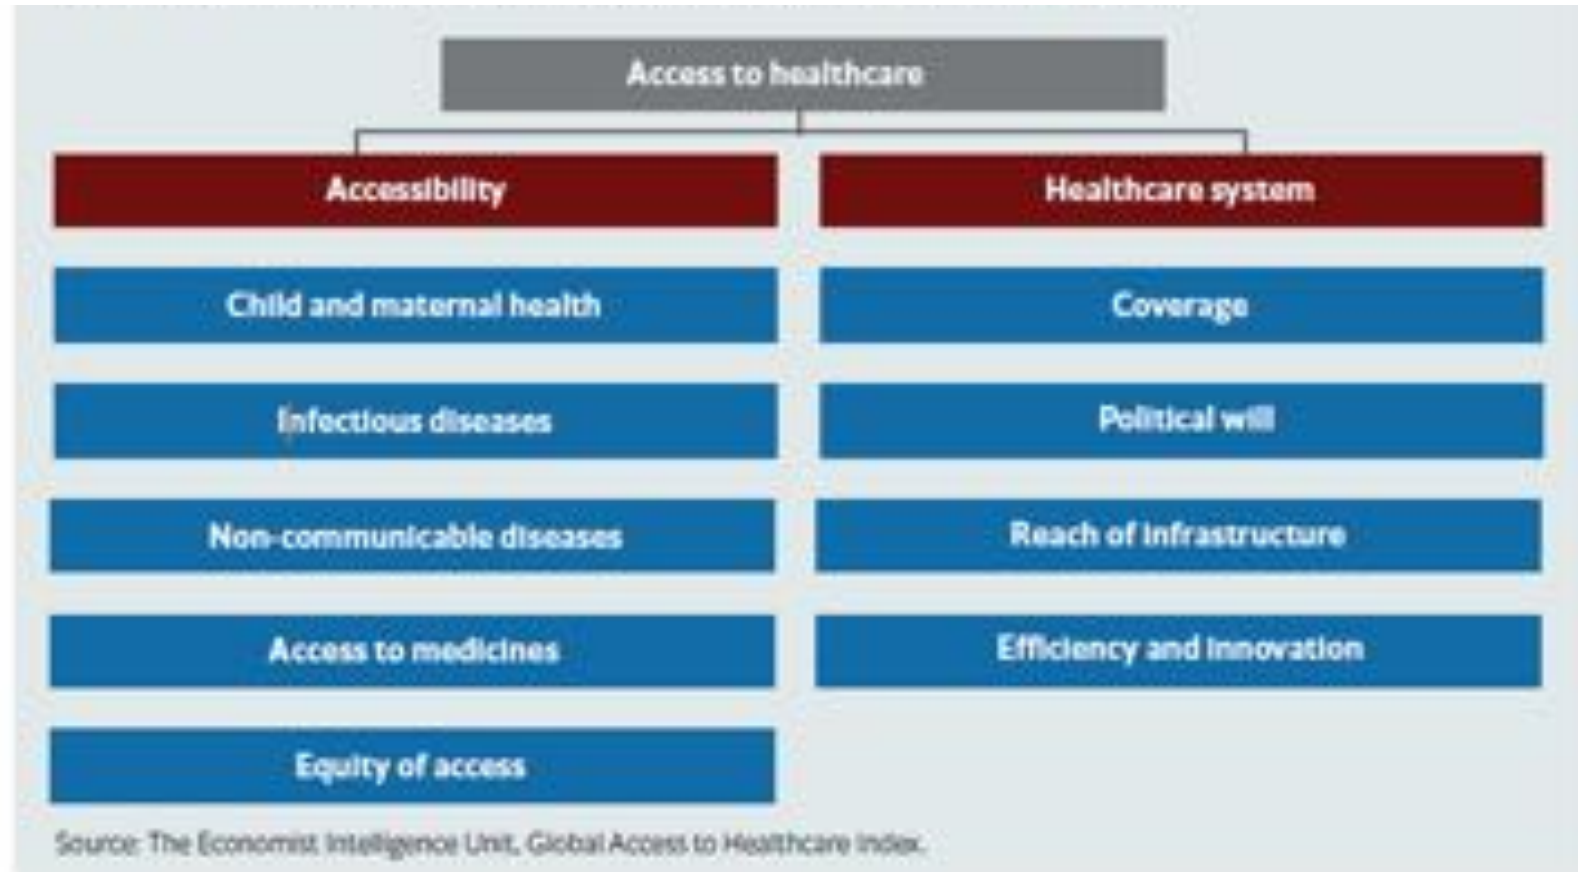 Access to healthcare
Accessibility
Healthcare system
Child and maternal health
Coverage
Infectious diseases
Political will
Non-communicable diseases
Reach of infrastructure
Access to medicines
Efficiency and innovation
Equity of access
Source: The Economist Intelligence Unit, Global Access to Healthcare Index.